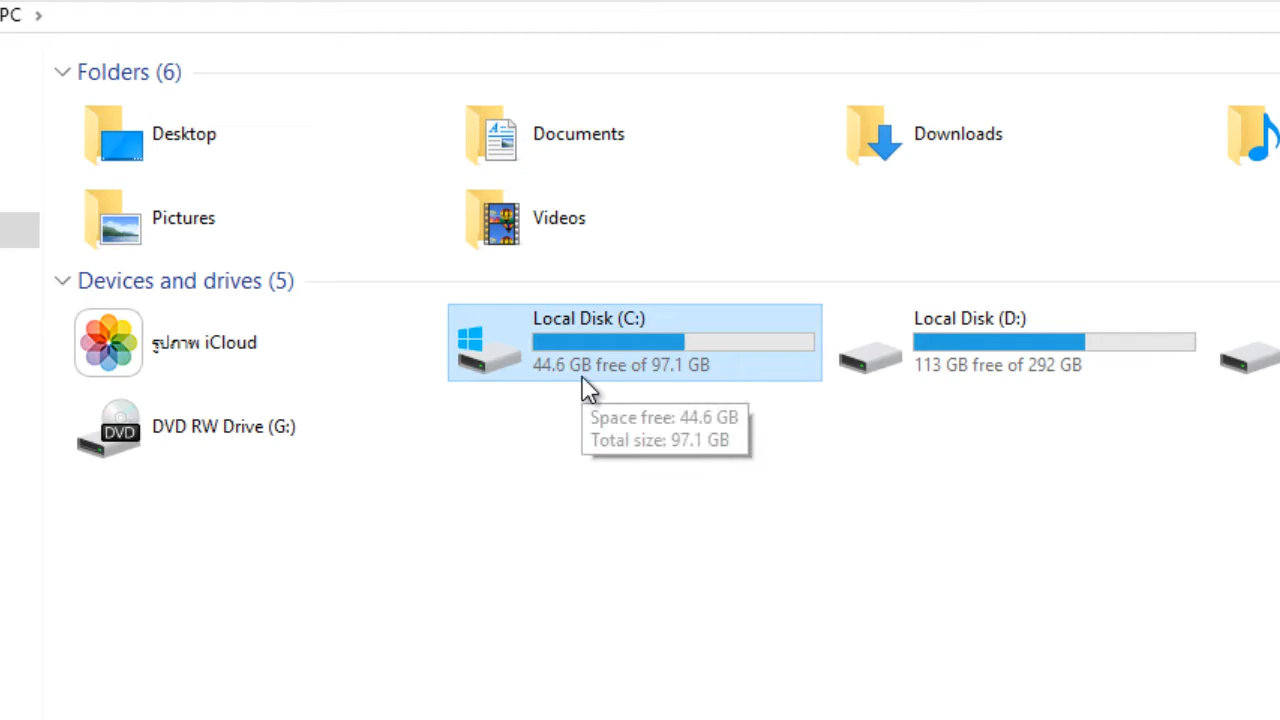 PC
Folders (6)
Desktop
Documents
Downloads
Pictures
Videos
Devices and drives (5)
รูปภาพ iCloud
Local Disk (C:)
44.6 GB free of 97.1 GB
Local Disk (D:)
113 GB free of 292 GB
DVD
DVD RW Drive (G:)
Space free: 44.6 GB
Total size: 97.1 GB